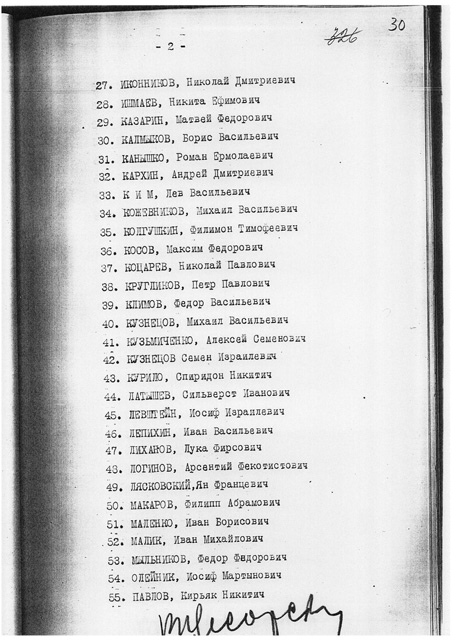 30
326
- 2 -
27. ИКОННИКОВ, Николай Дмитриевич
28. ИШМАЕВ, Никита Ефимович
29. КАЗАРИН, Матвей Федорович
30. КАЛМЫКОВ, Борис Васильевич
31. КАНЫШКО, Роман Ермолаевич
32. КАРХИН, Андрей Дмитриевич
33. К И М, Лев Васильевич
34. КОЖЕВНИКОВ, Михаил Васильевич
35. КОЛГУШКИН, Филимон Тимофеевич
36. КОСОВ, Максим Федорович
37. КОЦАРЕВ, Николай Павлович
38. КРУГЛИКОВ, Петр Павлович
39. КЛИМОВ, Федор Васильевич
40. КУЗНЕЦОВ, Михаил Васильевич
41. КУЗЬМИЧЕНКО, Алексей Семенович
42. КУЗНЕЦОВ Семен Израилевич
43. КУРИЛО, Спиридон Никитич
44. ЛАТЫШЕВ, Сильверст Иванович
45. ЛЕВШТЕЙН, Иосиф Израилевич
46. ЛЕПИХИН, Иван Васильевич
47. ЛИХАНОВ, Лука Фирсович
43. ЛОГИНОВ, Арсентий Фекотистович
49. ЛЯСКОВСКИЙ,Ян Францевич
50. МАКАРОВ, Филипп Абрамович
51. МАЛЕНКО, Иван Борисович
52. МАЛИК, Иван Михайлович
53. МЫЛЬНИКОВ, Федор Федорович
54. ОЛЕЙНИК, Иосиф Мартынович
55. ПАВЛОВ, Кирьяк Никитич